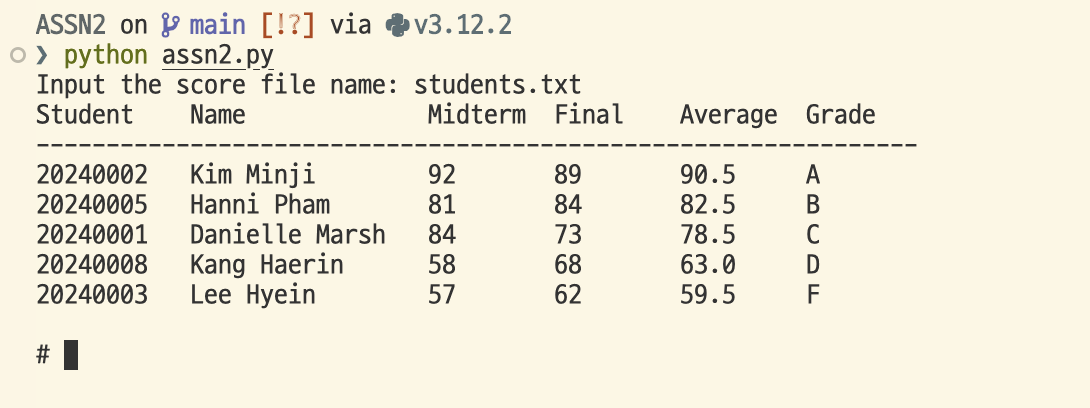 ASSN2 on main [!?] via v3.12.2
❯ python assn2.py
Input the score file name: students.txt
Student    Name             Midterm  Final    Average  Grade
---------------------------------------------------------------
20240002   Kim Minji        92       89       90.5     A
20240005   Hanni Pham       81       84       82.5     B
20240001   Danielle Marsh   84       73       78.5     C
20240008   Kang Haerin      58       68       63.0     D
20240003   Lee Hyein        57       62       59.5     F
#